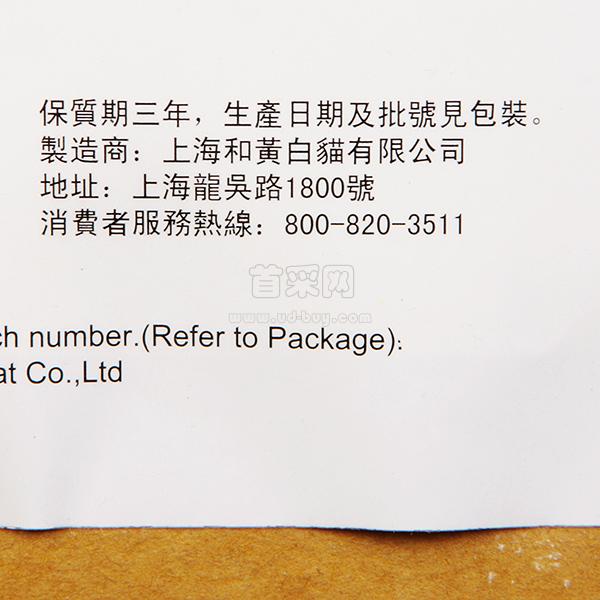 保質期三年，生產日期及批號見包裝。
製造商：上海和黃白貓有限公司
地址：上海龍吳路1800號
消費者服務熱線：800-820-3511
首采网
www.ud-buy.com
ch number.(Refer to Package):
at Co.,Ltd